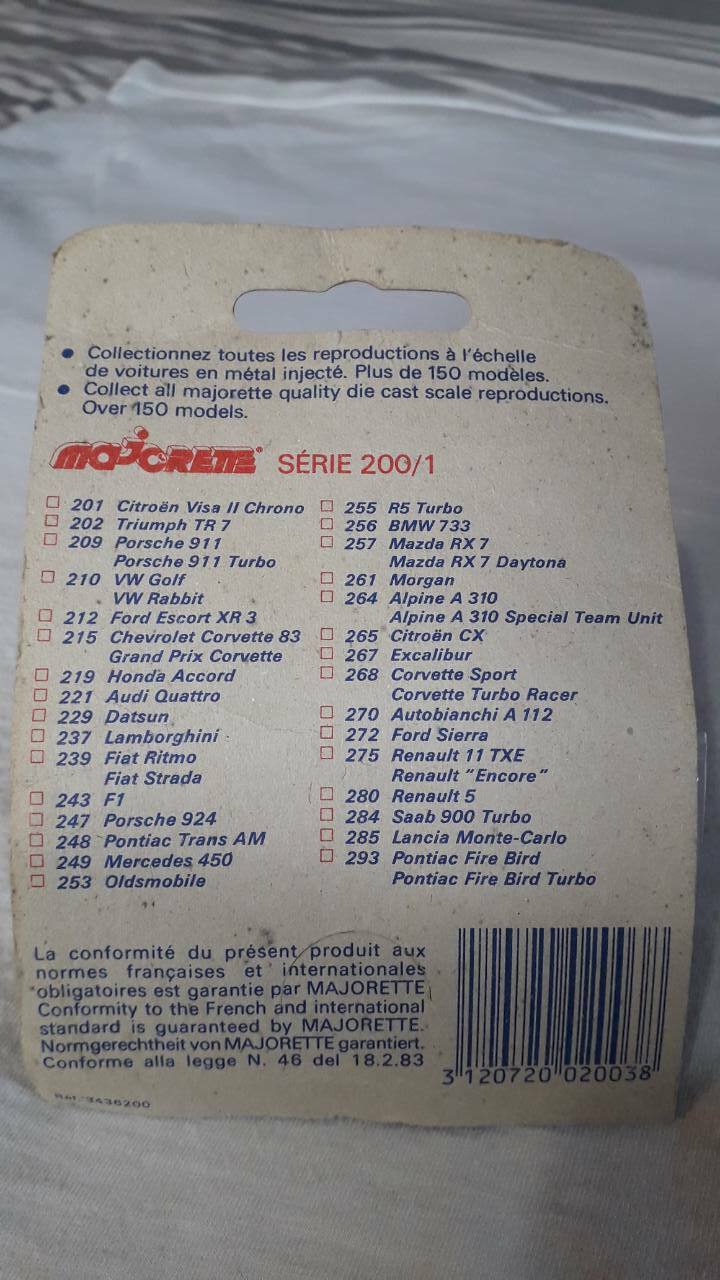 • Collectionnez toutes les reproductions à l'échelle
de voitures en métal injecté. Plus de 150 modèles.
• Collect all majorette quality die cast scale reproductions.
Over 150 models.
MAJORETTE® SÉRIE 200/1
201 Citroën Visa II Chrono
202 Triumph TR 7
209 Porsche 911
Porsche 911 Turbo
210 VW Golf
VW Rabbit
212 Ford Escort XR 3
215 Chevrolet Corvette 83
Grand Prix Corvette
219 Honda Accord
221 Audi Quattro
229 Datsun
237 Lamborghini
239 Fiat Ritmo
Fiat Strada
243 F1
247 Porsche 924
248 Pontiac Trans AM
249 Mercedes 450
253 Oldsmobile
255 R5 Turbo
256 BMW 733
257 Mazda RX 7
Mazda RX 7 Daytona
261 Morgan
264 Alpine A 310
Alpine A 310 Special Team Unit
265 Citroën CX
267 Excalibur
268 Corvette Sport
Corvette Turbo Racer
270 Autobianchi A 112
272 Ford Sierra
275 Renault 11 TXE
Renault "Encore"
280 Renault 5
284 Saab 900 Turbo
285 Lancia Monte-Carlo
293 Pontiac Fire Bird
Pontiac Fire Bird Turbo
La conformité du présent produit aux
normes françaises et internationales
obligatoires est garantie par MAJORETTE
Conformity to the French and international
standard is guaranteed by MAJORETTE.
Normgerechtheit von MAJORETTE garantiert.
Conforme alla legge N. 46 del 18.2.83
3 120720 020038
Réf. 3436200